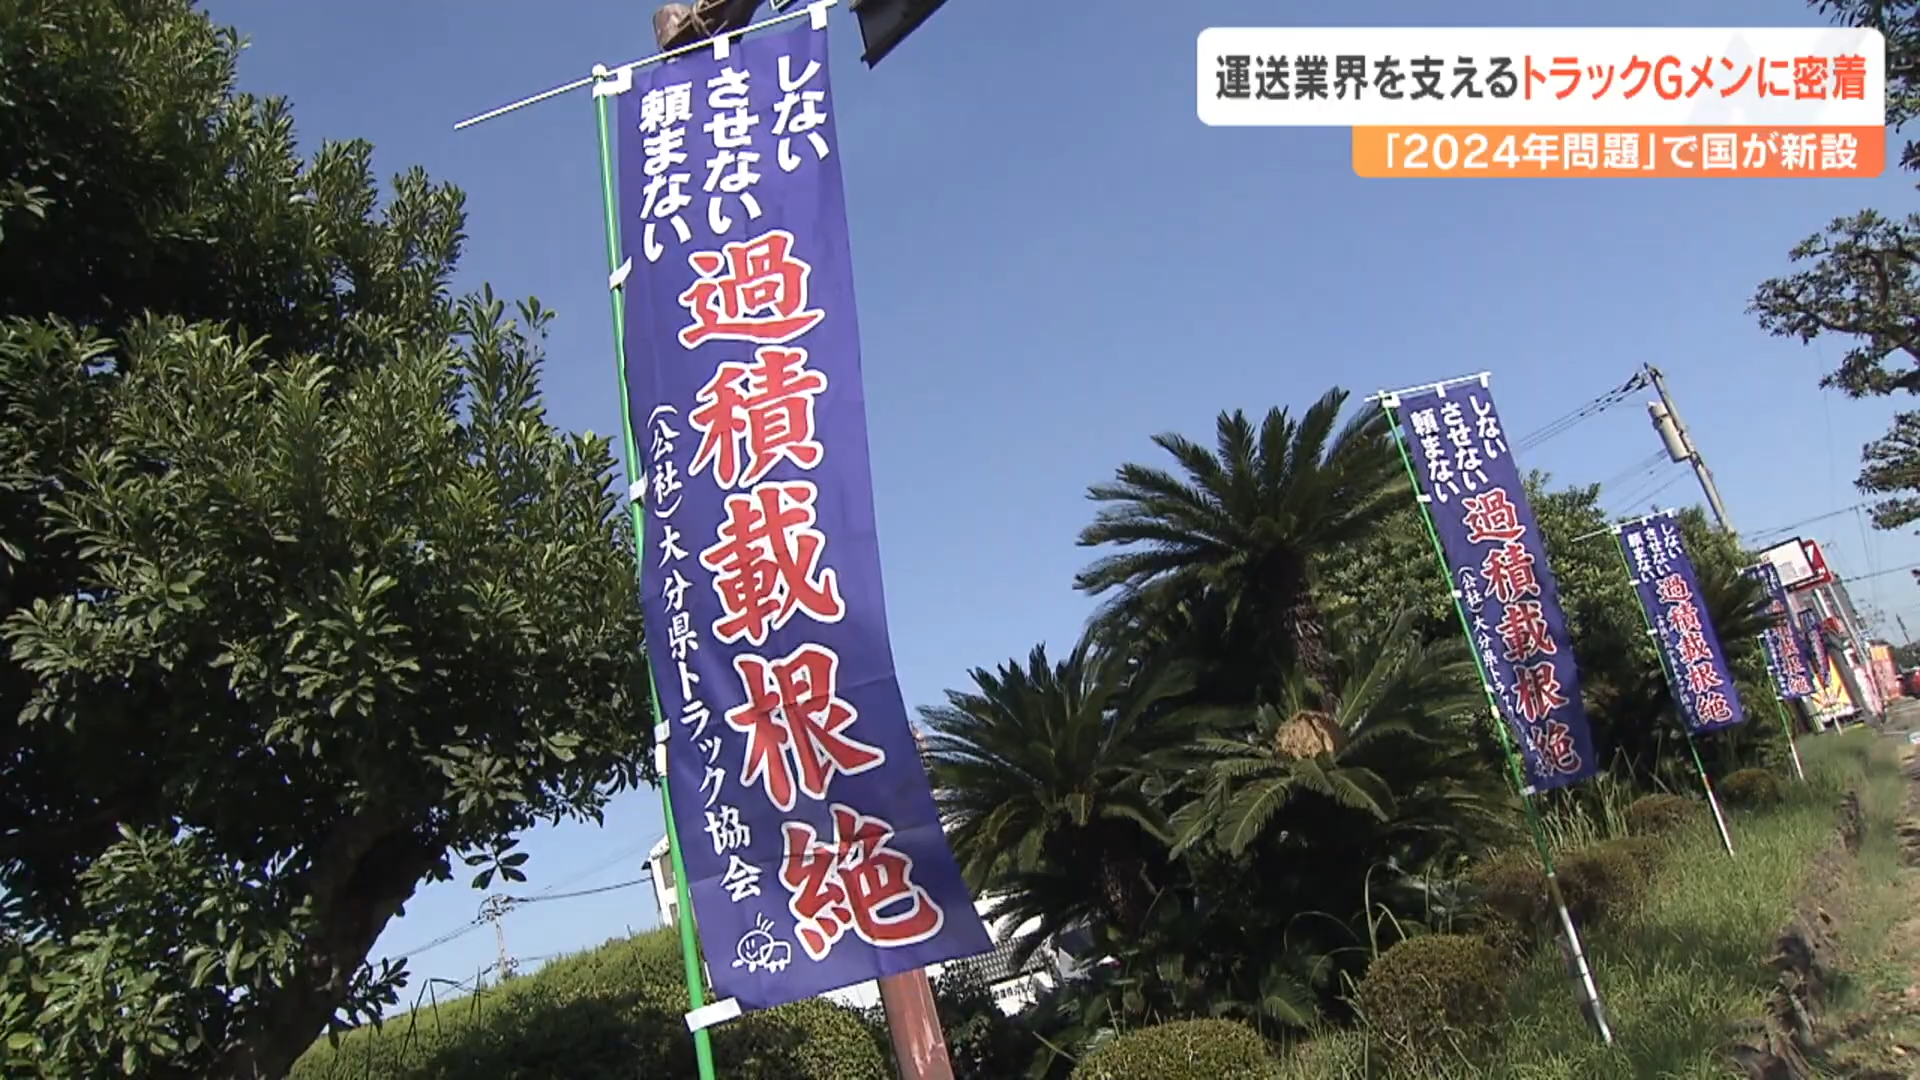 運送業界を支えるトラックGメンに密着
「2024年問題」で国が新設
しない
させない
頼まない
過積載根絶
(公社)大分県トラック協会
しない
させない
頼まない
過積載根絶
(公社)大分県トラ
しない
させない
頼まない
過積載根絶